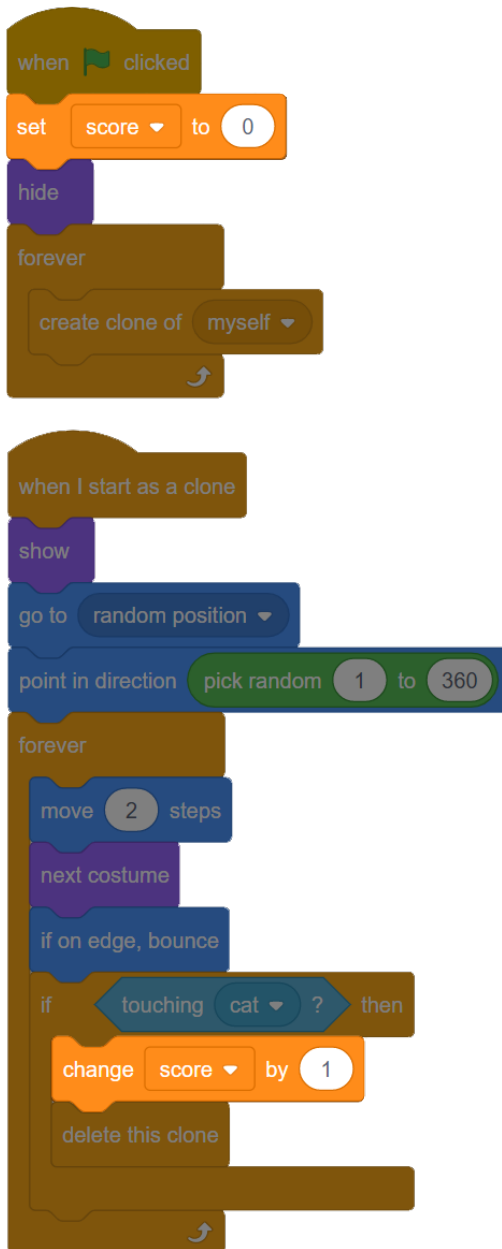 when clicked
set score to 0
hide
forever
create clone of myself
when I start as a clone
show
go to random position
point in direction pick random 1 to 360
forever
move 2 steps
next costume
if on edge, bounce
if touching cat ? then
change score by 1
delete this clone